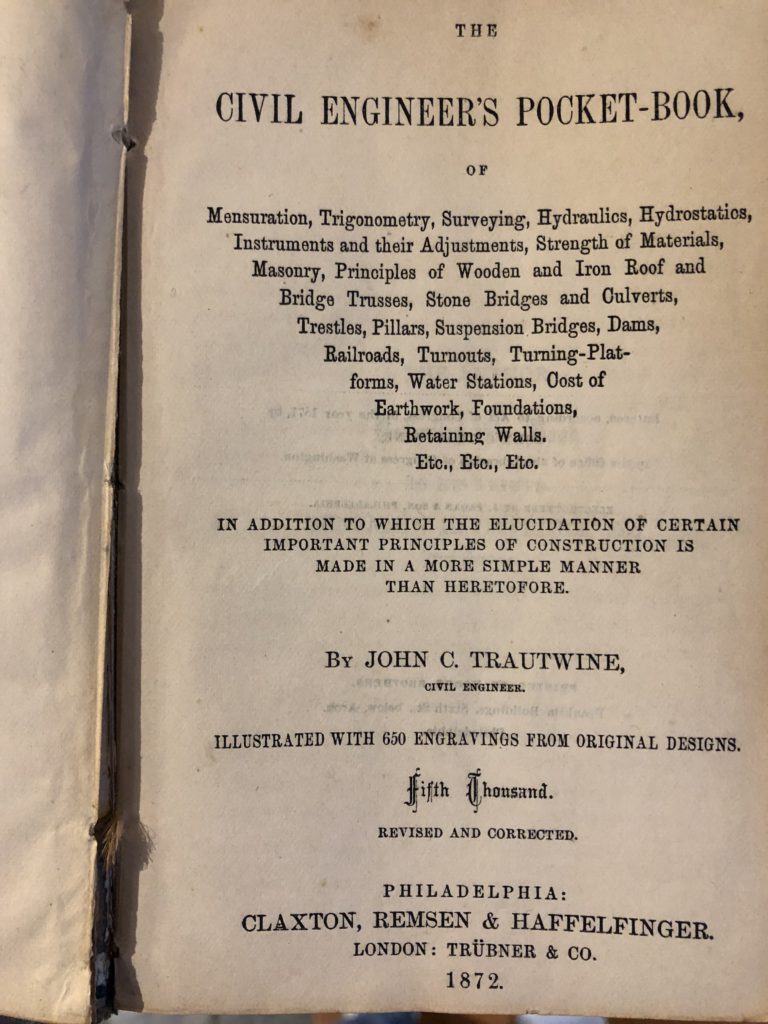 THE
CIVIL ENGINEER'S POCKET-BOOK,
OF
Mensuration, Trigonometry, Surveying, Hydraulics, Hydrostatics,
Instruments and their Adjustments, Strength of Materials,
Masonry, Principles of Wooden and Iron Roof and
Bridge Trusses, Stone Bridges and Culverts,
Trestles, Pillars, Suspension Bridges, Dams,
Railroads, Turnouts, Turning-Plat-
forms, Water Stations, Cost of
Earthwork, Foundations,
Retaining Walls.
Etc., Etc., Etc.
IN ADDITION TO WHICH THE ELUCIDATION OF CERTAIN
IMPORTANT PRINCIPLES OF CONSTRUCTION IS
MADE IN A MORE SIMPLE MANNER
THAN HERETOFORE.
BY JOHN C. TRAUTWINE,
CIVIL ENGINEER.
ILLUSTRATED WITH 650 ENGRAVINGS FROM ORIGINAL DESIGNS.
Fifth Thousand.
REVISED AND CORRECTED.
PHILADELPHIA:
CLAXTON, REMSEN & HAFFELFINGER.
LONDON: TRÜBNER & CO.
1872.